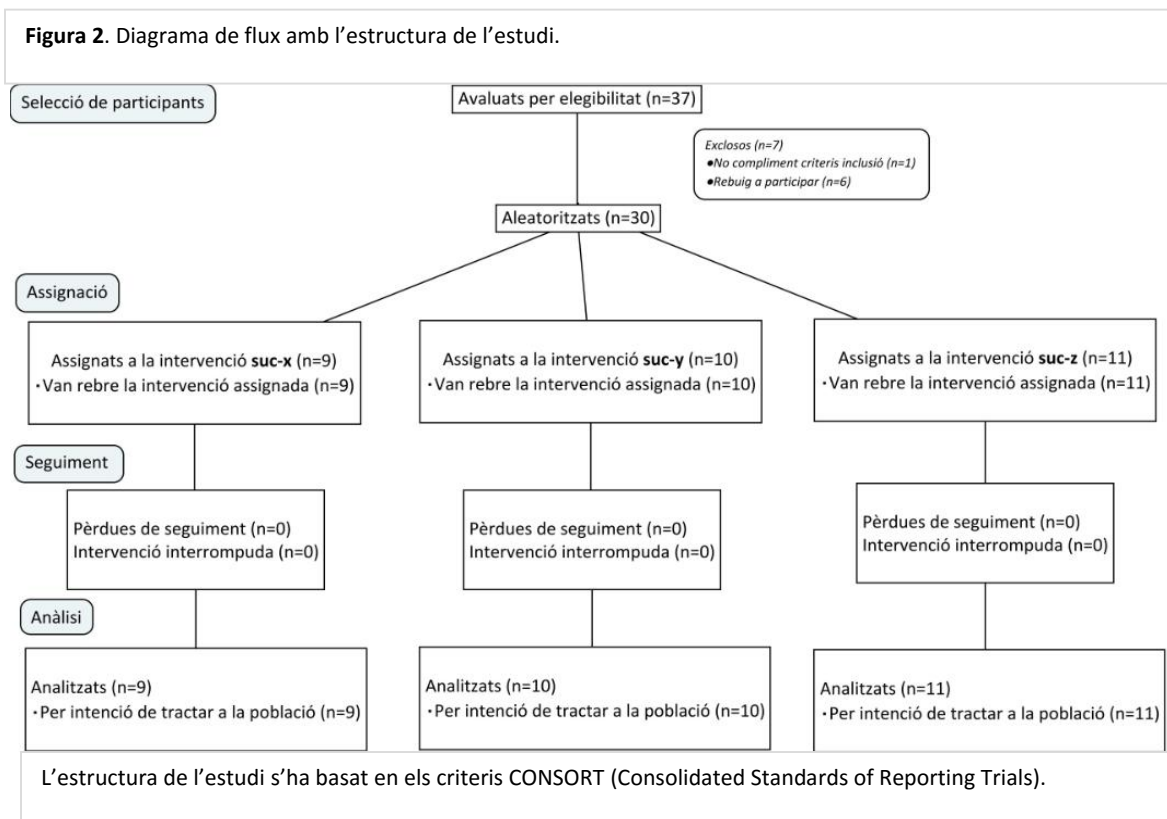 Figura 2. Diagrama de flux amb l’estructura de l’estudi.
Selecció de participants
Avaluats per elegibilitat (n=37)
Exclosos (n=7)
●No compliment criteris inclusió (n=1)
●Rebuig a participar (n=6)
Aleatoritzats (n=30)
Assignació
Assignats a la intervenció suc-x (n=9)
·Van rebre la intervenció assignada (n=9)
Assignats a la intervenció suc-y (n=10)
·Van rebre la intervenció assignada (n=10)
Assignats a la intervenció suc-z (n=11)
·Van rebre la intervenció assignada (n=11)
Seguiment
Pèrdues de seguiment (n=0)
Intervenció interrompuda (n=0)
Pèrdues de seguiment (n=0)
Intervenció interrompuda (n=0)
Pèrdues de seguiment (n=0)
Intervenció interrompuda (n=0)
Anàlisi
Analitzats (n=9)
·Per intenció de tractar a la població (n=9)
Analitzats (n=10)
·Per intenció de tractar a la població (n=10)
Analitzats (n=11)
·Per intenció de tractar a la població (n=11)
L’estructura de l’estudi s’ha basat en els criteris CONSORT (Consolidated Standards of Reporting Trials).